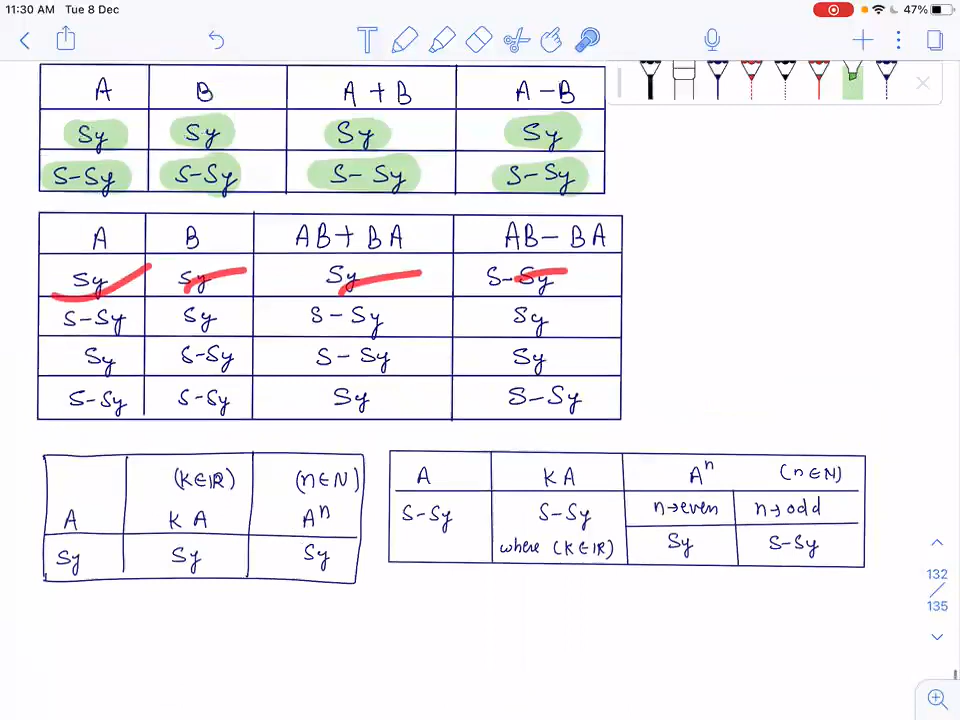 11:30 AM Tue 8 Dec
47%
T
A B A + B A - B
Sy Sy Sy Sy
S-Sy S-Sy S-Sy S-Sy
A B AB + BA AB - BA
Sy Sy Sy S-Sy
S-Sy Sy S-Sy Sy
Sy S-Sy S-Sy Sy
S-Sy S-Sy Sy S-Sy
(K∈ℝ) (n∈N)
A KA Aⁿ
Sy Sy Sy
A KA Aⁿ (n∈N)
S-Sy S-Sy n→even n→odd
where (K∈ℝ) Sy S-Sy
132
/
135